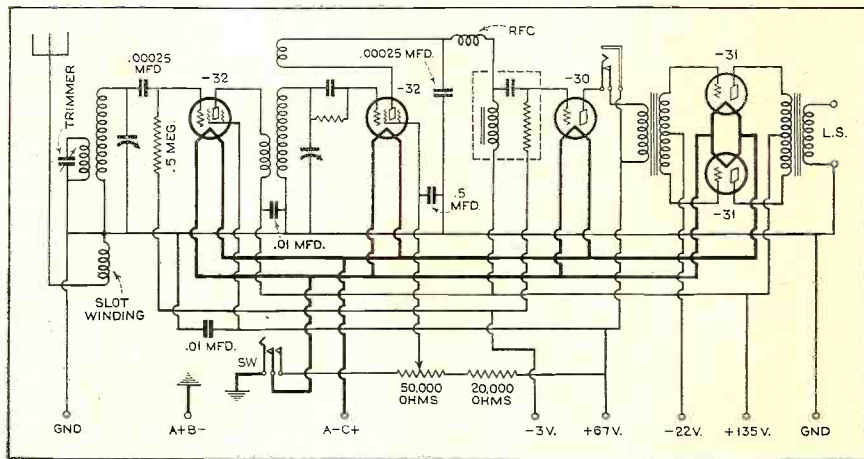 TRIMMER
.00025
MFD.
-32
.5 MEG.
SLOT
WINDING
.01 MFD.
.01 MFD.
.00025
MFD.
RFC
-32
.5
MFD.
-30
-31
-31
L.S.
SW
50,000
OHMS
20,000
OHMS
GND
A+B-
A-C+
-3V.
+67V.
-22V.
+135V.
GND